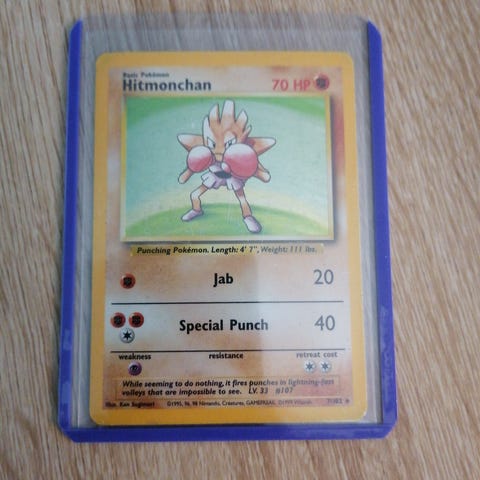 Basic Pokémon
Hitmonchan 70 HP
Punching Pokémon. Length: 4' 7", Weight: 111 lbs.
Jab 20
Special Punch 40
weakness resistance retreat cost
While seeming to do nothing, it fires punches in lightning-fast
volleys that are impossible to see. LV. 33 #107
Illus. Ken Sugimori ©1995, 96, 98 Nintendo, Creatures, GAMEFREAK. ©1999 Wizards. 7/102